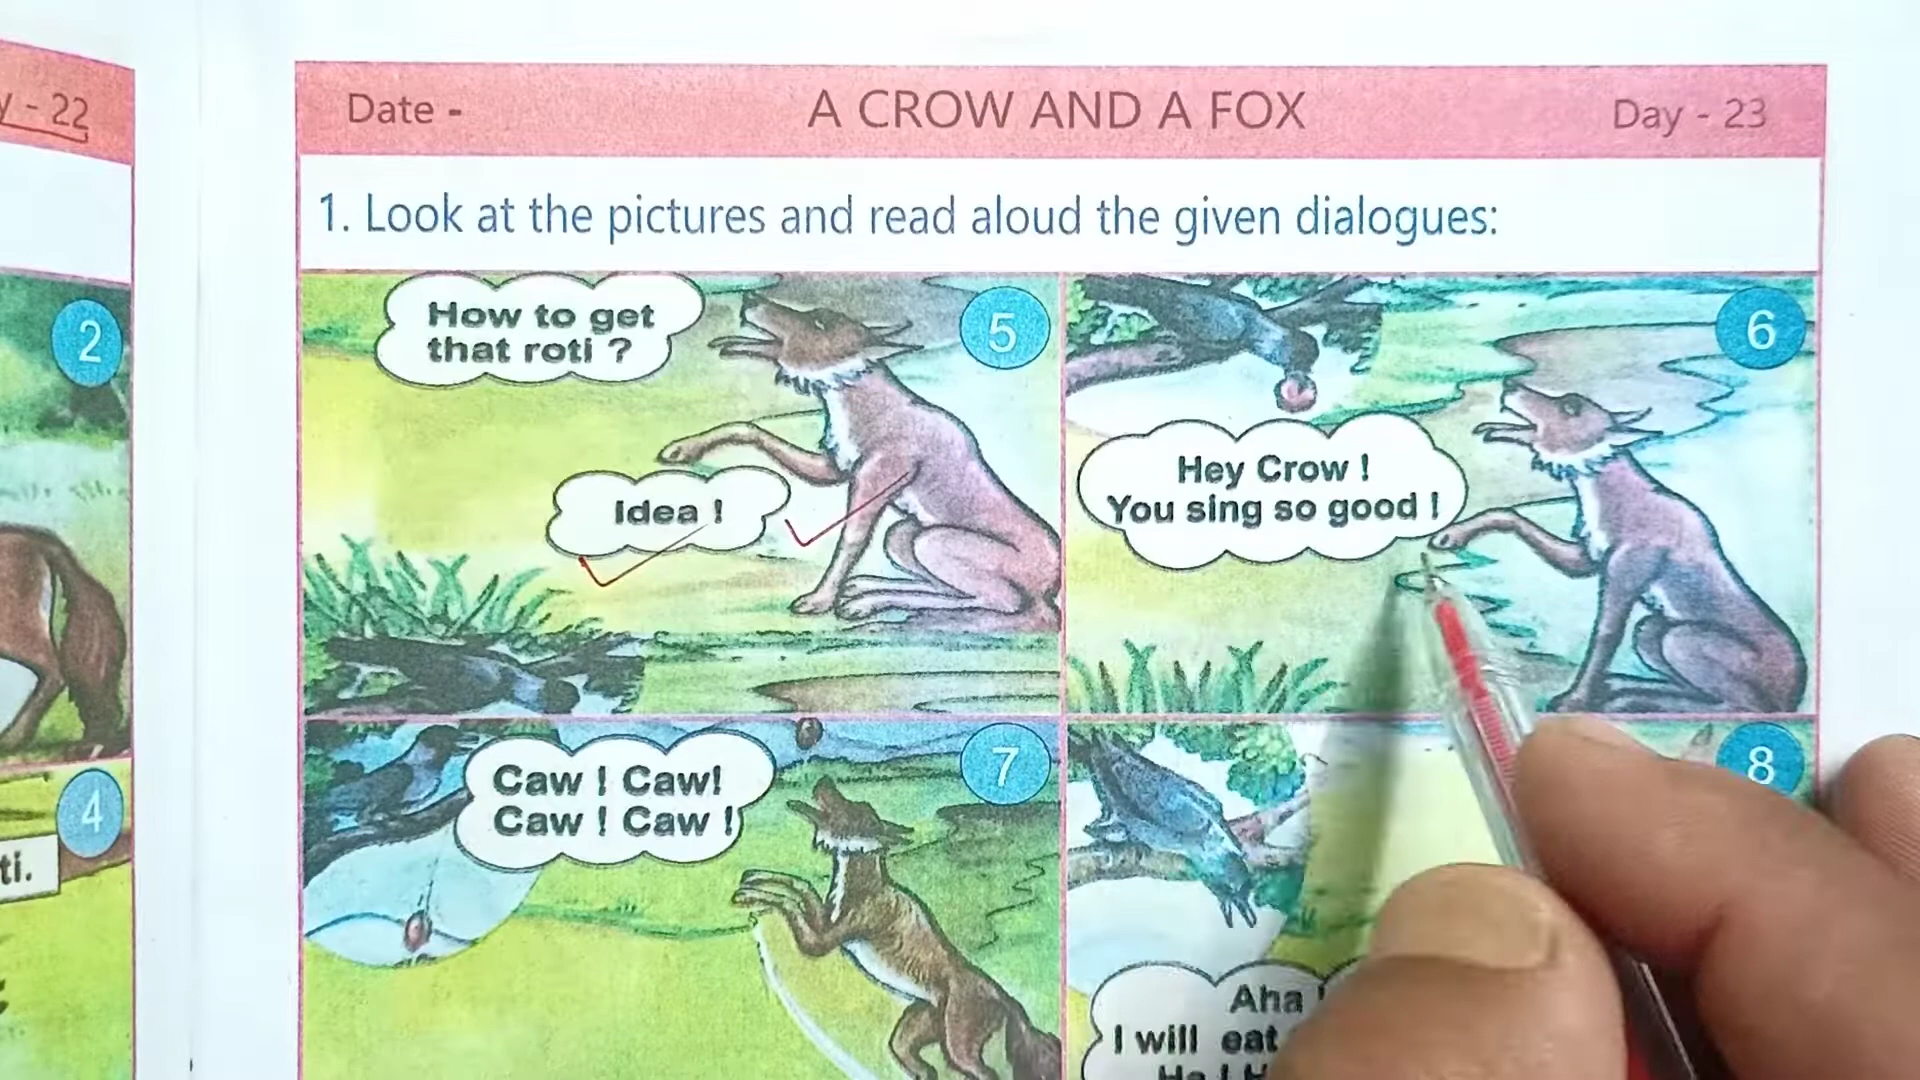 - 22
2
4
ti.
Date -
A CROW AND A FOX
Day - 23
1. Look at the pictures and read aloud the given dialogues:
How to get
that roti ?
5
Idea !
6
Hey Crow !
You sing so good !
7
Caw ! Caw!
Caw ! Caw !
8
Aha !
I will eat